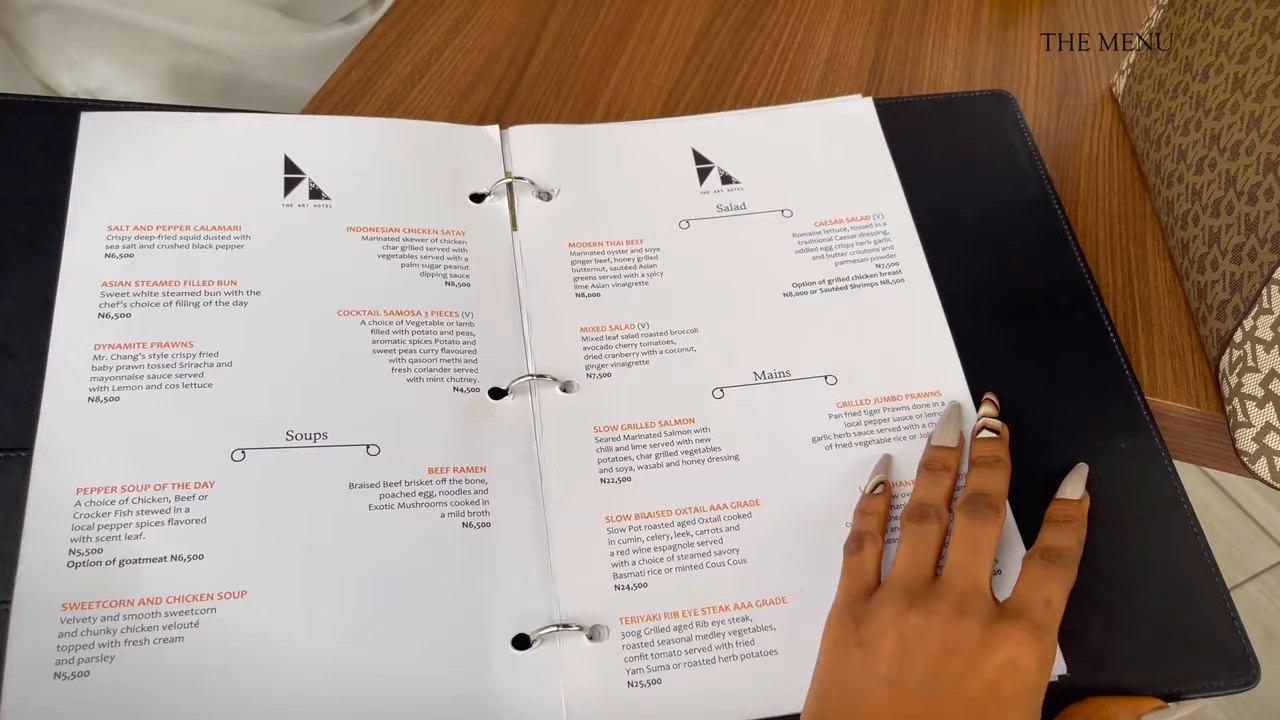 THE MENU
THE ART HOTEL
SALT AND PEPPER CALAMARI
Crispy deep-fried squid dusted with
sea salt and crushed black pepper
N6,500
ASIAN STEAMED FILLED BUN
Sweet white steamed bun with the
chef's choice of filling of the day
N6,500
DYNAMITE PRAWNS
Mr. Chang's style crispy fried
baby prawn tossed Sriracha and
mayonnaise sauce served
with Lemon and cos lettuce
N8,500
INDONESIAN CHICKEN SATAY
Marinated skewer of chicken
char grilled served with
vegetables served with a
palm sugar peanut
dipping sauce
N8,500
COCKTAIL SAMOSA 3 PIECES (V)
A choice of Vegetable or lamb
filled with potato and peas,
aromatic spices Potato and
sweet peas curry flavoured
with qasoori methi and
fresh coriander served
with mint chutney.
N4,500
Soups
PEPPER SOUP OF THE DAY
A choice of Chicken, Beef or
Crocker Fish stewed in a
local pepper spices flavored
with scent leaf.
N5,500
Option of goatmeat N6,500
SWEETCORN AND CHICKEN SOUP
Velvety and smooth sweetcorn
and chunky chicken velouté
topped with fresh cream
and parsley
N5,500
BEEF RAMEN
Braised Beef brisket off the bone,
poached egg, noodles and
Exotic Mushrooms cooked in
a mild broth
N6,500
THE ART HOTEL
Salad
MODERN THAI BEEF
Marinated oyster and soya
ginger beef, honey grilled
butternut, sautéed Asian
greens served with a spicy
lime Asian vinaigrette
N8,000
MIXED SALAD (V)
Mixed leaf salad roasted broccoli
avocado cherry tomatoes,
dried cranberry with a coconut,
ginger vinaigrette
N7,500
CAESAR SALAD (V)
Romaine lettuce, tossed in a
traditional Caesar dressing,
oddled egg crispy herb garlic
and butter croutons and
parmesan powder
N7,500
Option of grilled chicken breast
N8,000 or Sautéed Shrimps N8,500
Mains
SLOW GRILLED SALMON
Seared Marinated Salmon with
chilli and lime served with new
potatoes, char grilled vegetables
and soya, wasabi and honey dressing
N22,500
SLOW BRAISED OXTAIL AAA GRADE
Slow Pot roasted aged Oxtail cooked
in cumin, celery, leek, carrots and
a red wine espagnole served
with a choice of steamed savory
Basmati rice or minted Cous Cous
N24,500
TERIYAKI RIB EYE STEAK AAA GRADE
300g Grilled aged Rib eye steak,
roasted seasonal medley vegetables,
confit tomato served with fried
Yam Suma or roasted herb potatoes
N25,500
GRILLED JUMBO PRAWNS
Pan fried tiger Prawns done in a
local pepper sauce or
garlic herb sauce served with a
of fried vegetable rice or